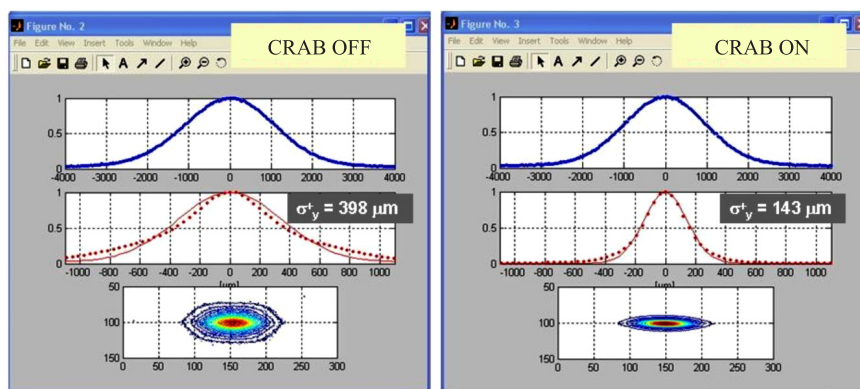 Figure No. 2
CRAB OFF
File Edit View Insert Tools Window Help
A
1
0.5
0
-4000 -3000 -2000 -1000 0 1000 2000 3000 4000
1
0.5
0
σ⁺y = 398 μm
-1000 -800 -600 -400 -200 0 200 400 600 800 1000
[um]
50
100
150
0 50 100 150 200 250 300
Figure No. 3
CRAB ON
File Edit View Insert Tools Window Help
A
1
0.5
0
-4000 -3000 -2000 -1000 0 1000 2000 3000 4000
1
0.5
0
σ⁺y = 143 μm
-1000 -800 -600 -400 -200 0 200 400 600 800 1000
[um]
50
100
150
0 50 100 150 200 250 300